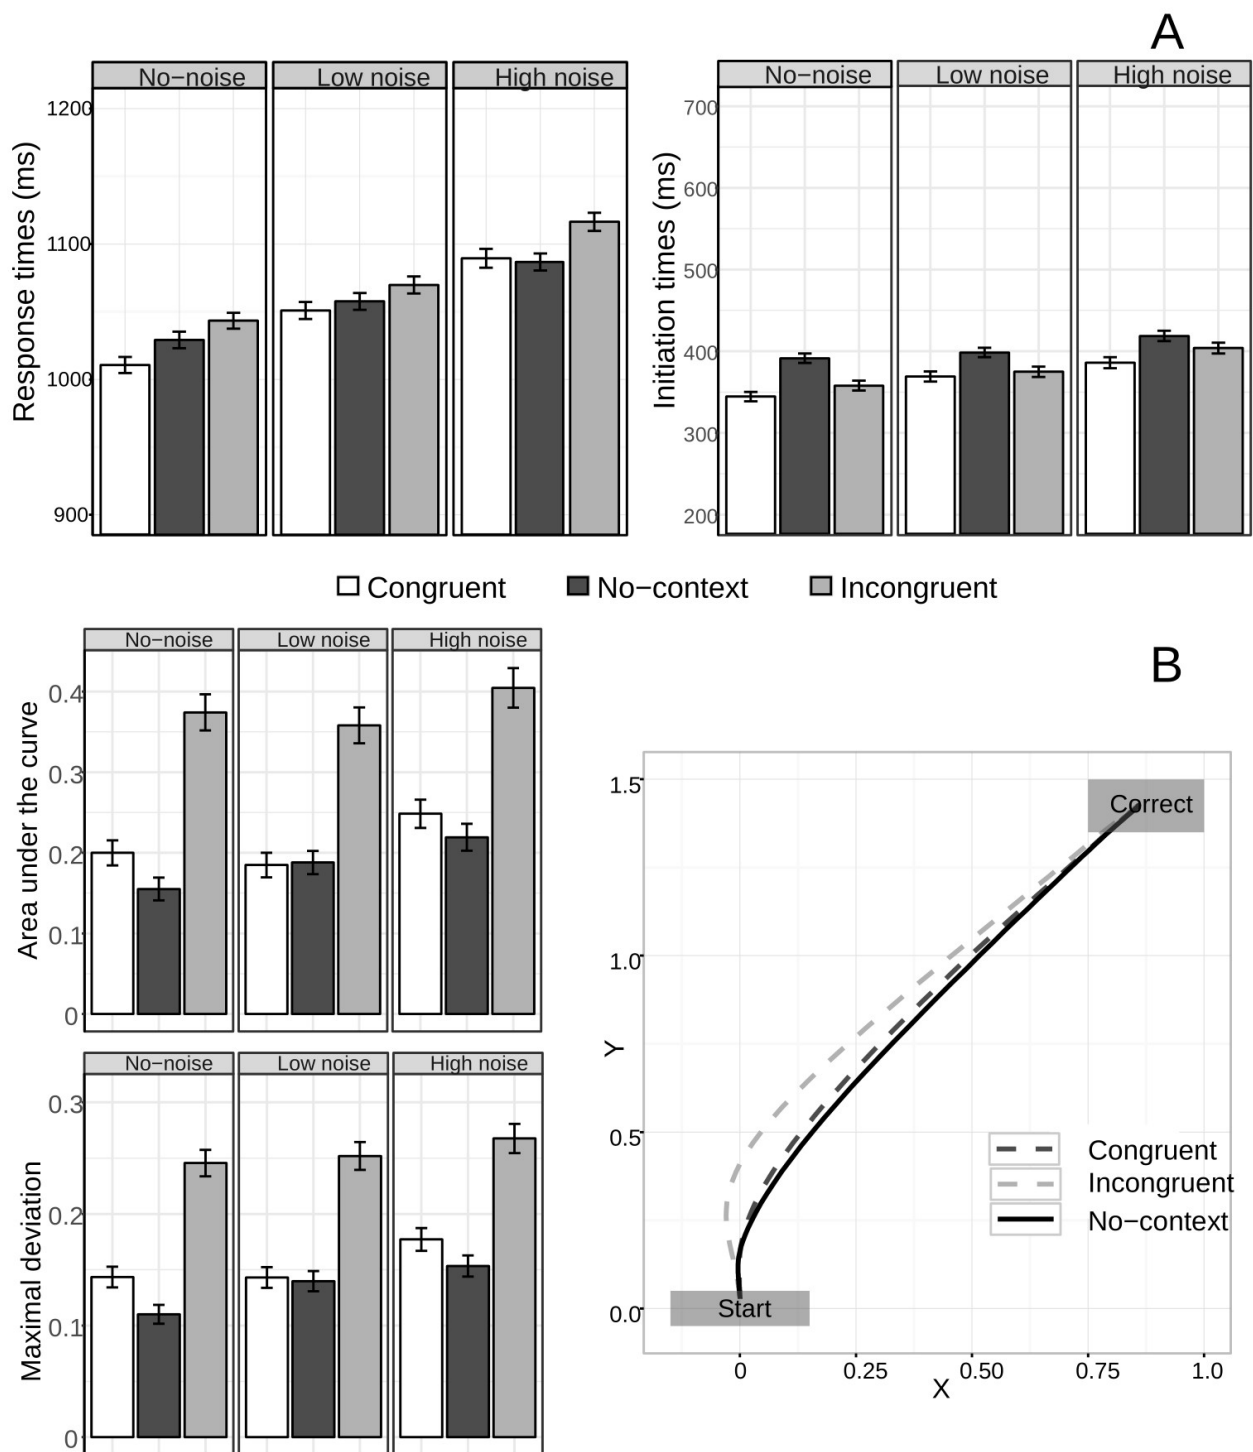 A
No−noise Low noise High noise
Response times (ms)
1200
1100
1000
900
No−noise Low noise High noise
Initiation times (ms)
700
600
500
400
300
200
Congruent No−context Incongruent
No−noise Low noise High noise
Area under the curve
0.4
0.3
0.2
0.1
0
No−noise Low noise High noise
Maximal deviation
0.3
0.2
0.1
0
B
Y
1.5
1.0
0.5
0.0
Correct
Congruent
Incongruent
No−context
Start
0 0.25 0.50 0.75 1.0
X